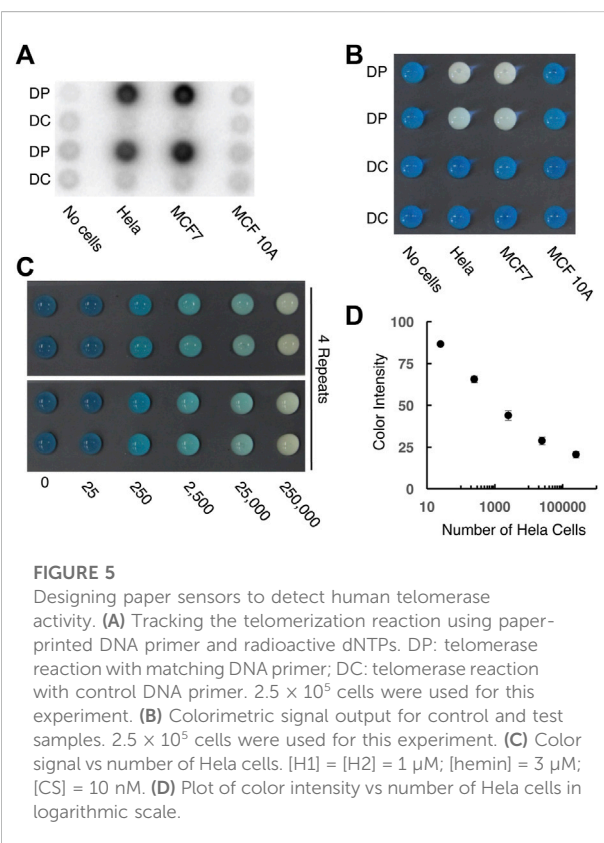 A
DP
DC
DP
DC
No cells
Hela
MCF7
MCF 10A
B
DP
DP
DC
DC
No cells
Hela
MCF7
MCF 10A
C
4 Repeats
0
25
250
2,500
25,000
250,000
D
100
75
50
25
0
Color Intensity
10
1000
100000
Number of Hela Cells
FIGURE 5
Designing paper sensors to detect human telomerase
activity. (A) Tracking the telomerization reaction using paper-
printed DNA primer and radioactive dNTPs. DP: telomerase
reaction with matching DNA primer; DC: telomerase reaction
with control DNA primer. 2.5 × 10⁵ cells were used for this
experiment. (B) Colorimetric signal output for control and test
samples. 2.5 × 10⁵ cells were used for this experiment. (C) Color
signal vs number of Hela cells. [H1] = [H2] = 1 μM; [hemin] = 3 μM;
[CS] = 10 nM. (D) Plot of color intensity vs number of Hela cells in
logarithmic scale.